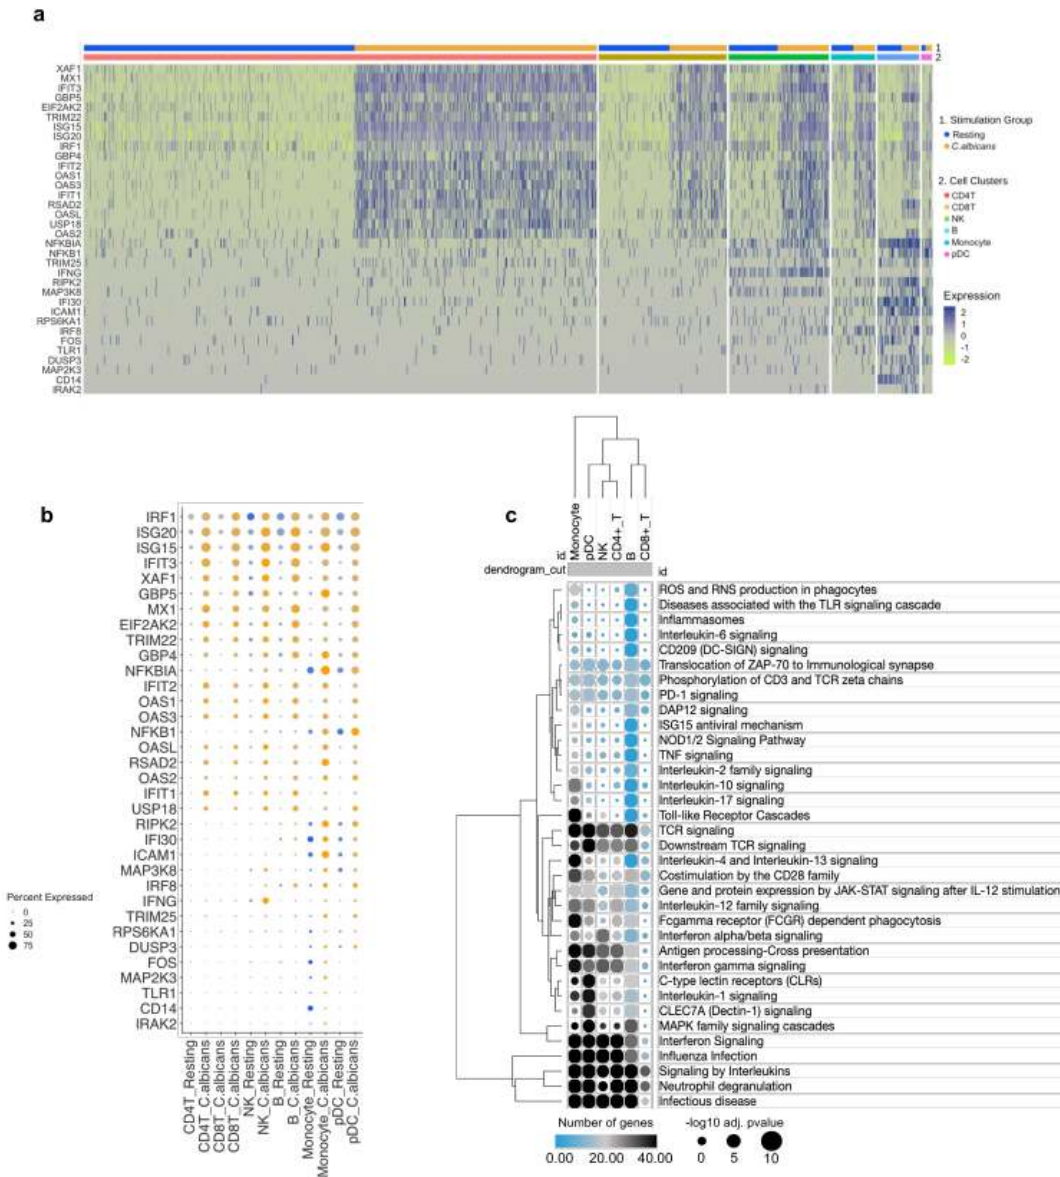 a
1
2
XAF1
MX1
IFIT3
GBP5
EIF2AK2
TRIM22
ISG15
ISG20
IRF1
GBP4
IFIT2
OAS1
OAS3
IFIT1
RSAD2
OASL
USP18
OAS2
NFKBIA
NFKB1
TRIM25
IFNG
RIPK2
MAP3K8
IFI30
ICAM1
RPS6KA1
IRF8
FOS
TLR1
DUSP3
MAP2K3
CD14
IRAK2
1. Stimulation Group
Resting
C.albicans
2. Cell Clusters
CD4T
CD8T
NK
B
Monocyte
pDC
Expression
2
1
0
-1
-2
b
IRF1
ISG20
ISG15
IFIT3
XAF1
GBP5
MX1
EIF2AK2
TRIM22
GBP4
NFKBIA
IFIT2
OAS1
OAS3
NFKB1
OASL
RSAD2
OAS2
IFIT1
USP18
RIPK2
IFI30
ICAM1
MAP3K8
IRF8
IFNG
TRIM25
RPS6KA1
DUSP3
FOS
MAP2K3
TLR1
CD14
IRAK2
Percent Expressed
0
25
50
75
CD4T_Resting
CD4T_C.albicans
CD8T_Resting
CD8T_C.albicans
NK_Resting
NK_C.albicans
B_Resting
B_C.albicans
Monocyte_Resting
Monocyte_C.albicans
pDC_Resting
pDC_C.albicans
c
Monocyte
pDC
NK
CD4+_T
B
CD8+_T
id
dendrogram_cut
id
ROS and RNS production in phagocytes
Diseases associated with the TLR signaling cascade
Inflammasomes
Interleukin-6 signaling
CD209 (DC-SIGN) signaling
Translocation of ZAP-70 to Immunological synapse
Phosphorylation of CD3 and TCR zeta chains
PD-1 signaling
DAP12 signaling
ISG15 antiviral mechanism
NOD1/2 Signaling Pathway
TNF signaling
Interleukin-2 family signaling
Interleukin-10 signaling
Interleukin-17 signaling
Toll-like Receptor Cascades
TCR signaling
Downstream TCR signaling
Interleukin-4 and Interleukin-13 signaling
Costimulation by the CD28 family
Gene and protein expression by JAK-STAT signaling after IL-12 stimulation
Interleukin-12 family signaling
Fcgamma receptor (FCGR) dependent phagocytosis
Interferon alpha/beta signaling
Antigen processing-Cross presentation
Interferon gamma signaling
C-type lectin receptors (CLRs)
Interleukin-1 signaling
CLEC7A (Dectin-1) signaling
MAPK family signaling cascades
Interferon Signaling
Influenza Infection
Signaling by Interleukins
Neutrophil degranulation
Infectious disease
Number of genes
0.00 20.00 40.00
-log10 adj. pvalue
0 5 10